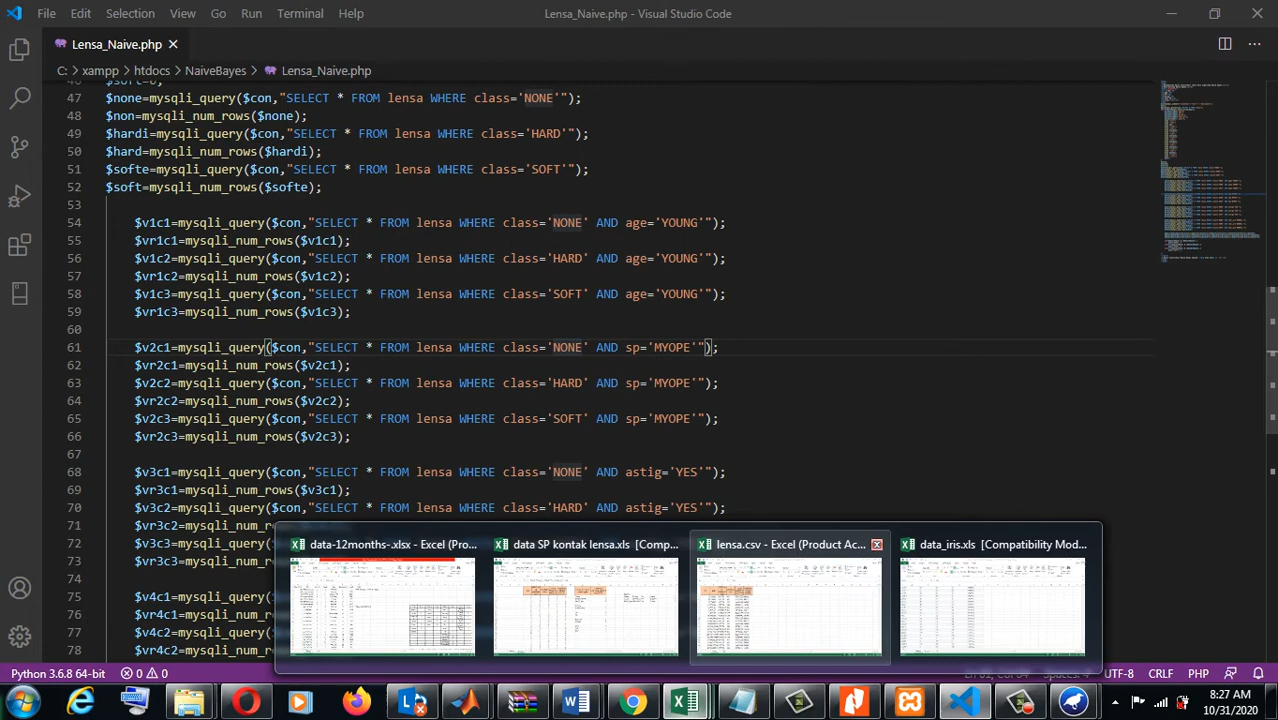 File Edit Selection View Go Run Terminal Help Lensa_Naive.php - Visual Studio Code
Lensa_Naive.php
C: > xampp > htdocs > NaiveBayes > Lensa_Naive.php
47 $none=mysqli_query($con,"SELECT * FROM lensa WHERE class='NONE'");
48 $non=mysqli_num_rows($none);
49 $hardi=mysqli_query($con,"SELECT * FROM lensa WHERE class='HARD'");
50 $hard=mysqli_num_rows($hardi);
51 $softe=mysqli_query($con,"SELECT * FROM lensa WHERE class='SOFT'");
52 $soft=mysqli_num_rows($softe);
53
54 $v1c1=mysqli_query($con,"SELECT * FROM lensa WHERE class='NONE' AND age='YOUNG'");
55 $vr1c1=mysqli_num_rows($v1c1);
56 $v1c2=mysqli_query($con,"SELECT * FROM lensa WHERE class='HARD' AND age='YOUNG'");
57 $vr1c2=mysqli_num_rows($v1c2);
58 $v1c3=mysqli_query($con,"SELECT * FROM lensa WHERE class='SOFT' AND age='YOUNG'");
59 $vr1c3=mysqli_num_rows($v1c3);
60
61 $v2c1=mysqli_query($con,"SELECT * FROM lensa WHERE class='NONE' AND sp='MYOPE'");
62 $vr2c1=mysqli_num_rows($v2c1);
63 $v2c2=mysqli_query($con,"SELECT * FROM lensa WHERE class='HARD' AND sp='MYOPE'");
64 $vr2c2=mysqli_num_rows($v2c2);
65 $v2c3=mysqli_query($con,"SELECT * FROM lensa WHERE class='SOFT' AND sp='MYOPE'");
66 $vr2c3=mysqli_num_rows($v2c3);
67
68 $v3c1=mysqli_query($con,"SELECT * FROM lensa WHERE class='NONE' AND astig='YES'");
69 $vr3c1=mysqli_num_rows($v3c1);
70 $v3c2=mysqli_query($con,"SELECT * FROM lensa WHERE class='HARD' AND astig='YES'");
71 $vr3c2=mysqli_nu
72 $v3c3=mysqli_que
73 $vr3c3=mysqli_nu
74
75 $v4c1=mysqli_que
76 $vr4c1=mysqli_nu
77 $v4c2=mysqli_que
78 $vr4c2=mysqli_nu
data-12months-.xlsx - Excel (Pro... data SP kontak lensa.xls [Comp... lencsv - Excel (Product Ac... data_iris.xls [Compatibility Mod...
Python 3.6.8 64-bit 0 0 UTF-8 CRLF PHP
8:27 AM
10/31/2020